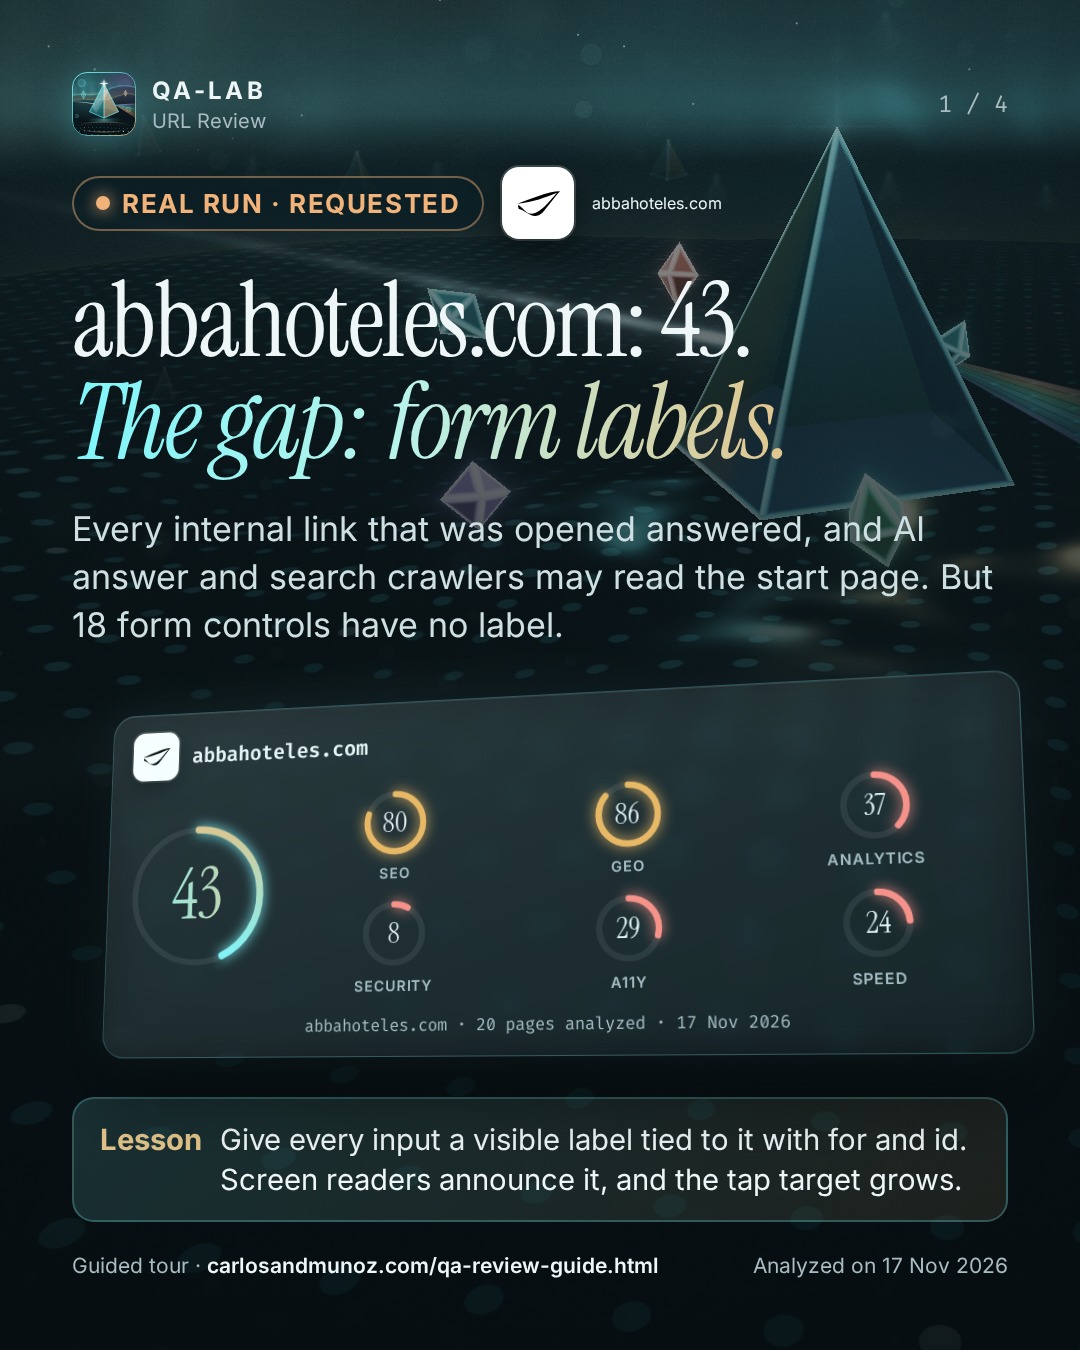 QA-LAB
URL Review
1 / 4
REAL RUN · REQUESTED
abbahoteles.com
abbahoteles.com: 43.
The gap: form labels.
Every internal link that was opened answered, and AI
answer and search crawlers may read the start page. But
18 form controls have no label.
abbahoteles.com
43
80
SEO
86
GEO
37
ANALYTICS
8
SECURITY
29
A11Y
24
SPEED
abbahoteles.com · 20 pages analyzed · 17 Nov 2026
Lesson
Give every input a visible label tied to it with for and id.
Screen readers announce it, and the tap target grows.
Guided tour · carlosandmunoz.com/qa-review-guide.html
Analyzed on 17 Nov 2026